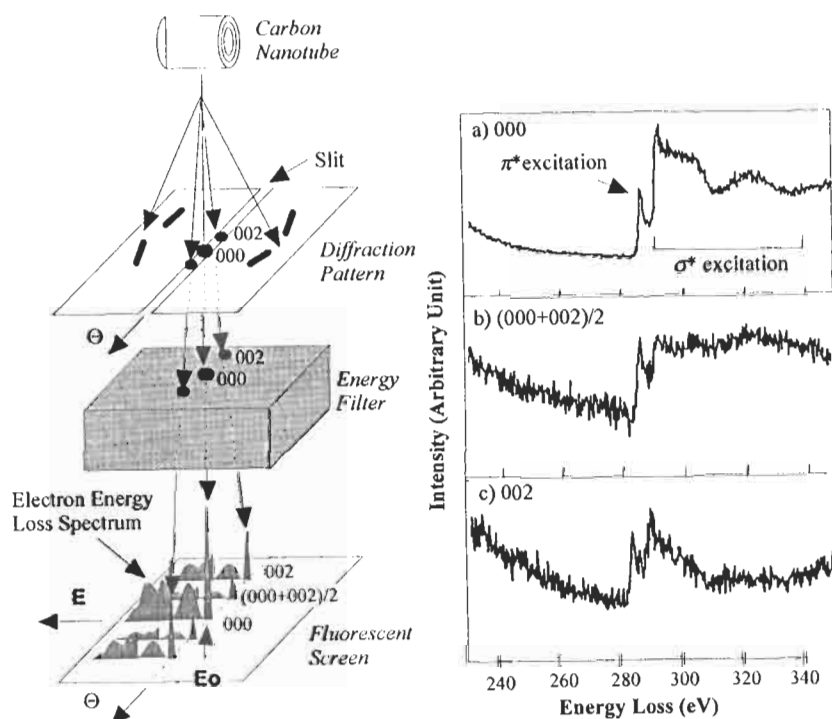 Carbon
Nanotube
Slit
002
000
Diffraction
Pattern
Θ
002
000
Energy
Filter
Electron Energy
Loss Spectrum
002
(000+002)/2
000
E
Fluorescent
Screen
Θ
Eo
a) 000
π* excitation
σ* excitation
b) (000+002)/2
c) 002
Intensity (Arbitrary Unit)
240 260 280 300 320 340
Energy Loss (eV)